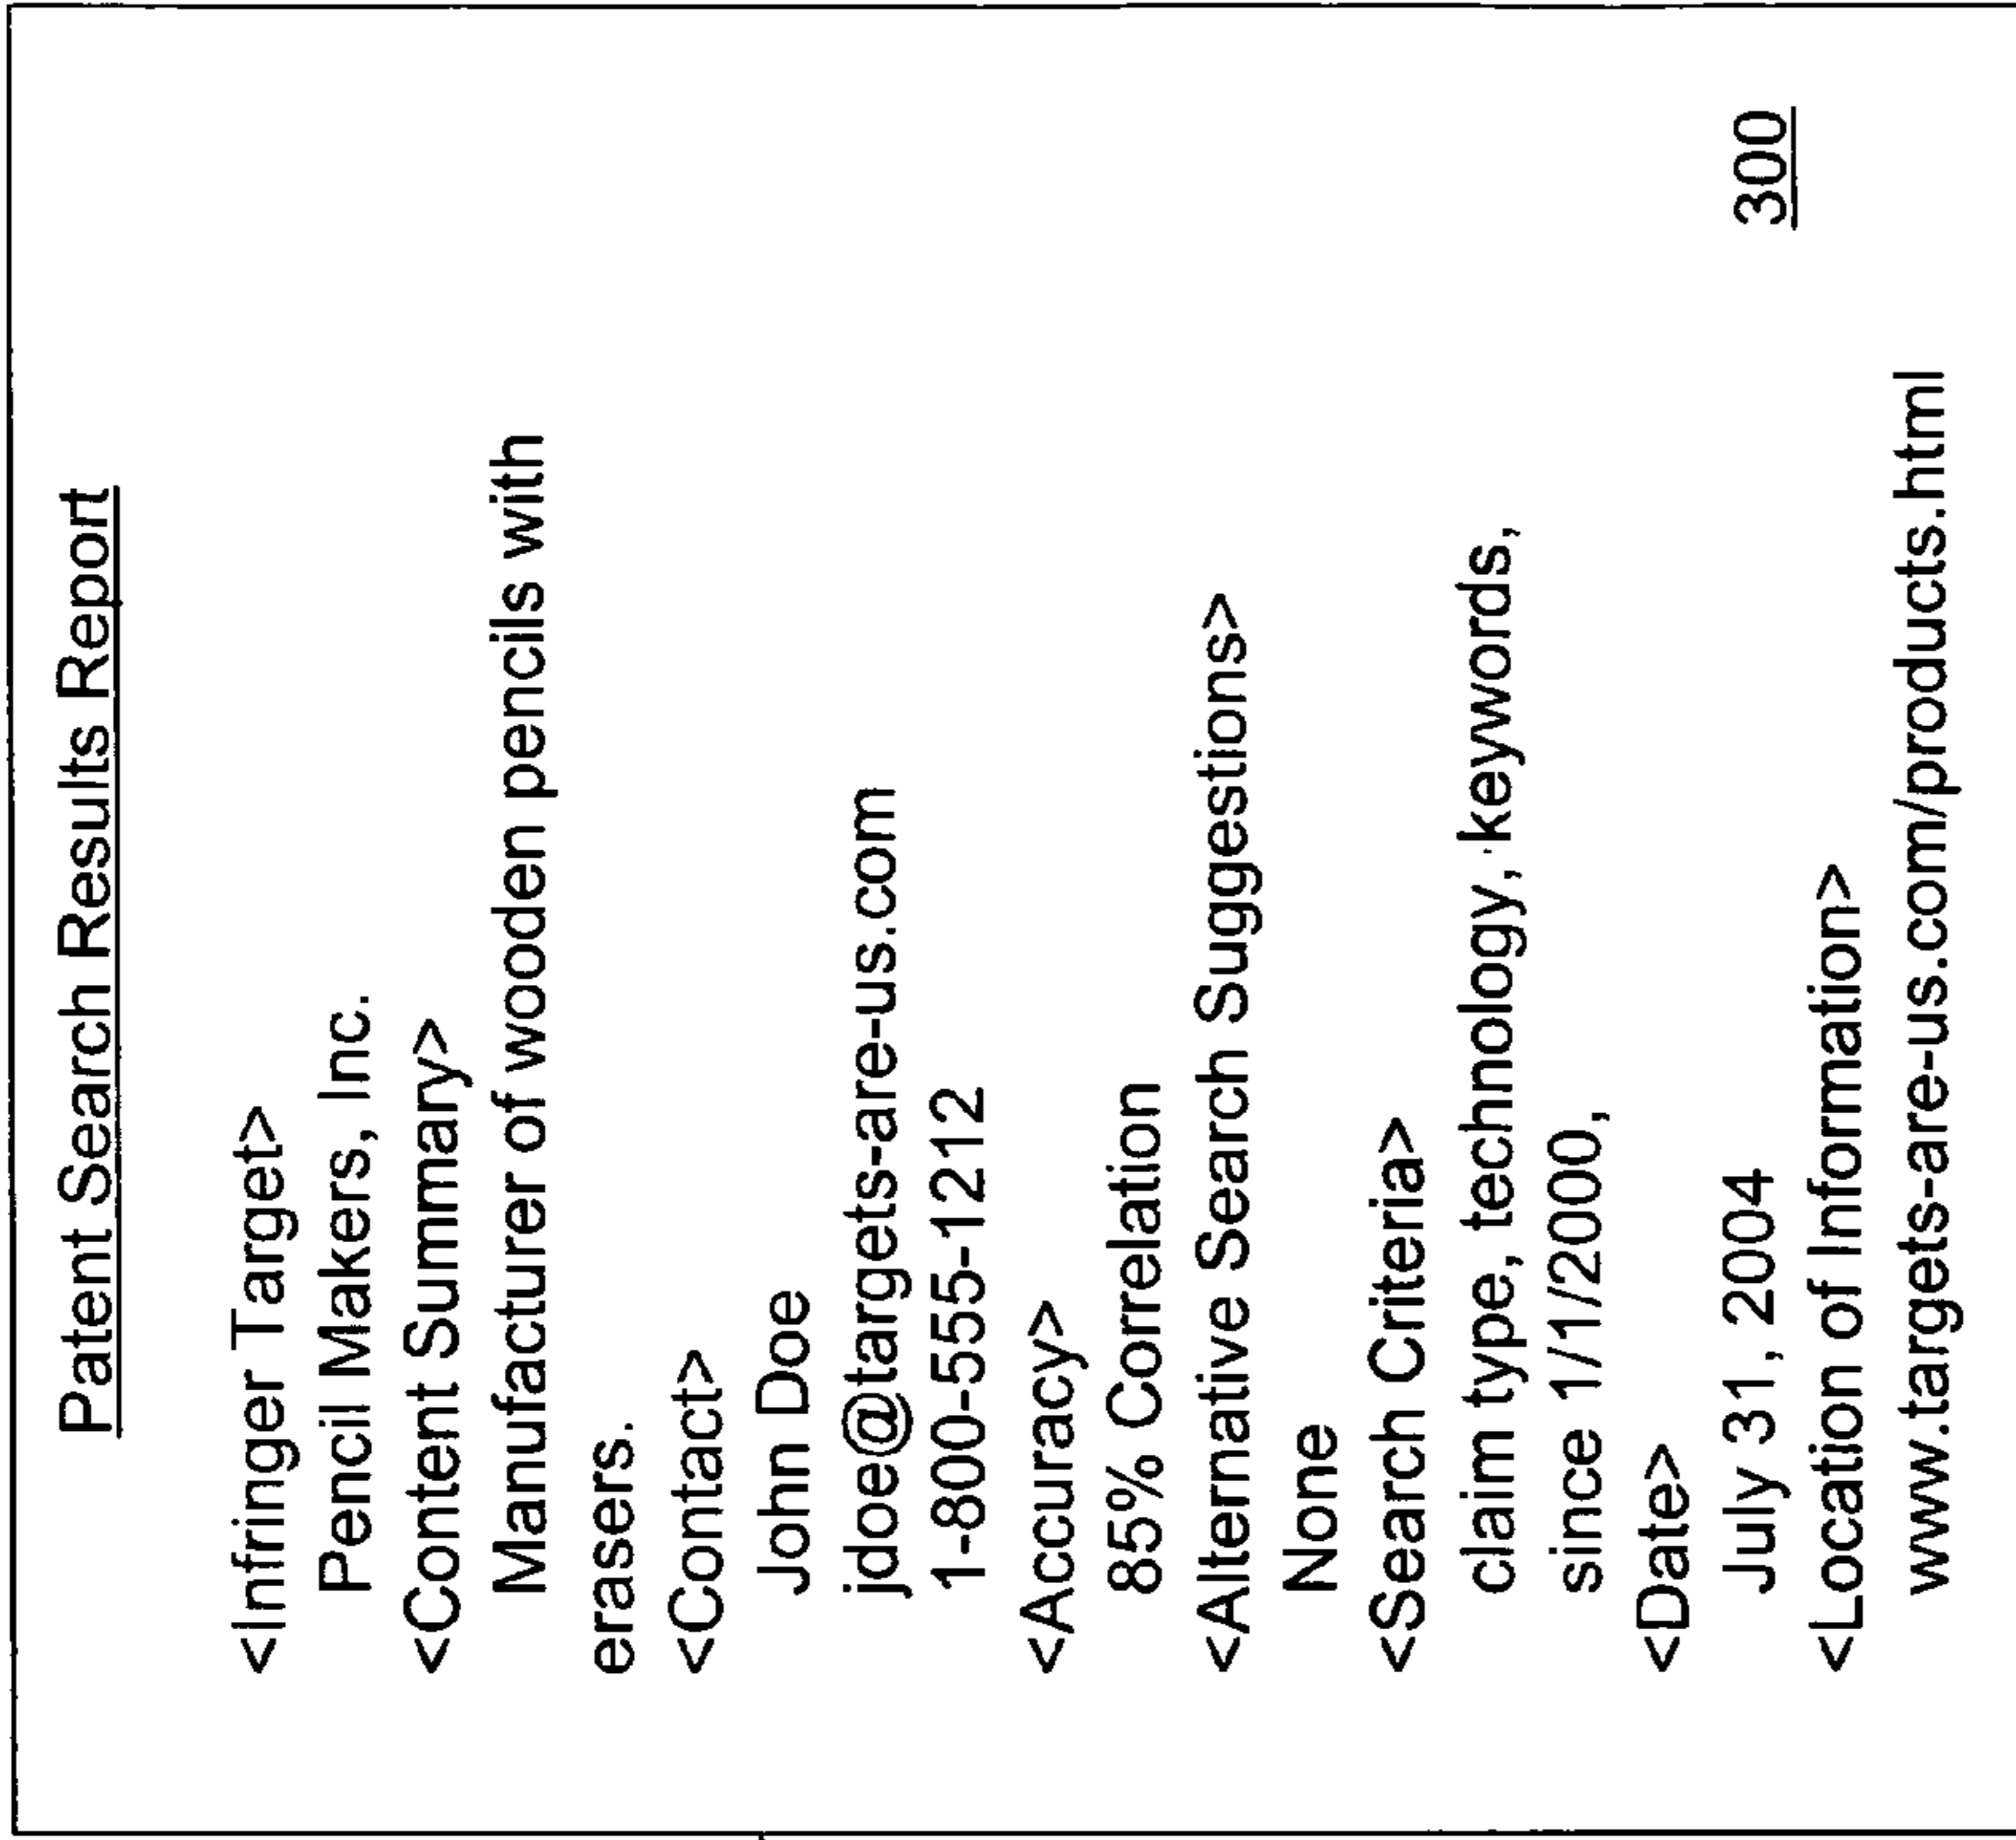 Patent Search Results Report
<Infringer Target>
Pencil Makers, Inc.
<Content Summary>
Manufacturer of wooden pencils with
erasers.
<Contact>
John Doe
jdoe@targets-are-us.com
1-800-555-1212
<Accuracy>
85% Correlation
<Alternative Search Suggestions>
None
<Search Criteria>
claim type, technology, keywords,
since 1/1/2000,
<Date>
July 31, 2004
<Location of Information>
www.targets-are-us.com/products.html
300